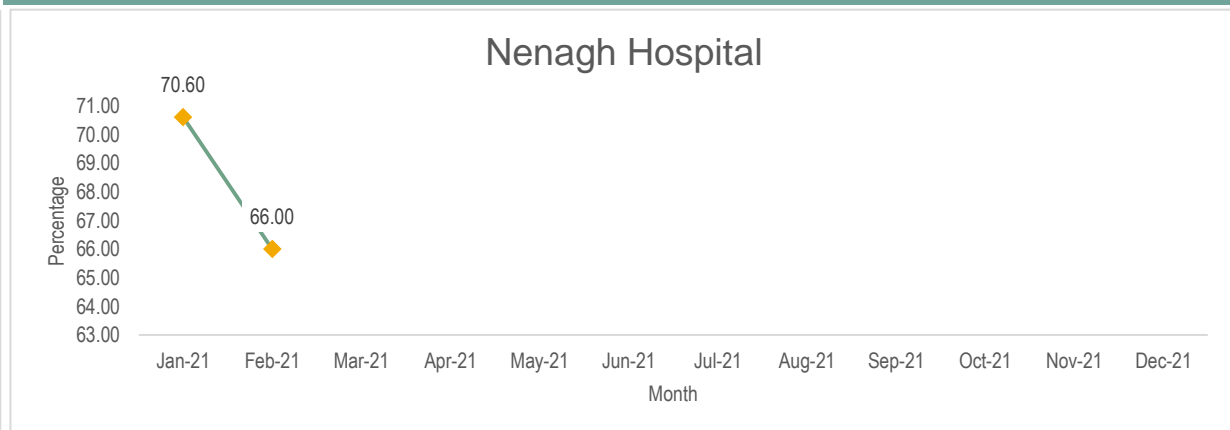 Nenagh Hospital
70.60
71.00
70.00
69.00
68.00
67.00
66.00
65.00
64.00
63.00
Percentage
66.00
Jan-21 Feb-21 Mar-21 Apr-21 May-21 Jun-21 Jul-21 Aug-21 Sep-21 Oct-21 Nov-21 Dec-21
Month